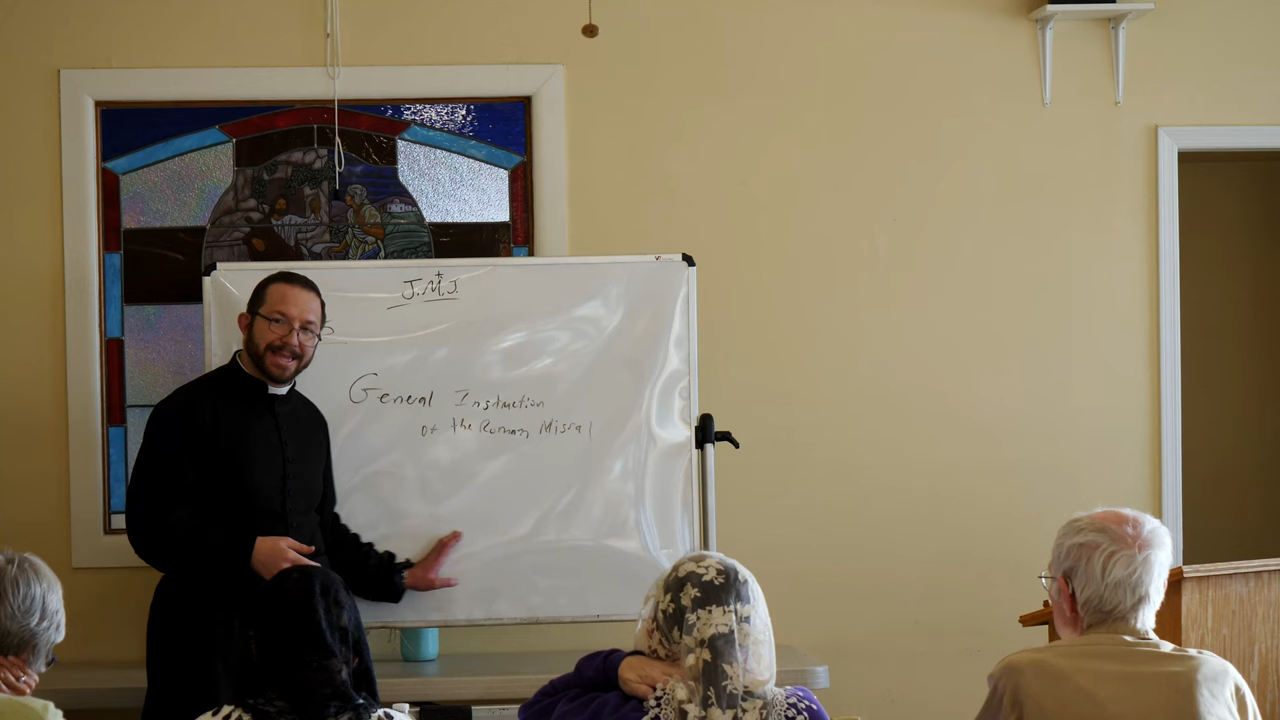 J.M.J.
General Instruction
of the Roman Missal